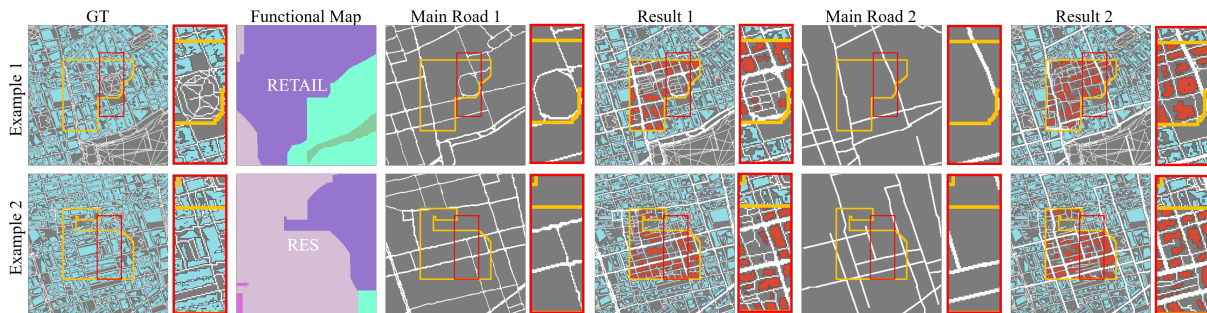 GT Functional Map Main Road 1 Result 1 Main Road 2 Result 2
Example 1
RETAIL
Example 2
RES